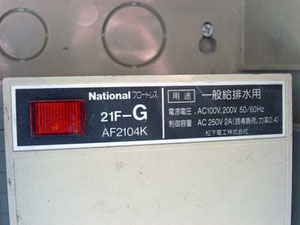 National フロートレス
21F-G
AF2104K
用途 一般給排水用
電源電圧：AC100V,200V 50/60Hz
制御容量：AC 250V 2A(誘導負荷,力率0.4)
松下電工株式会社